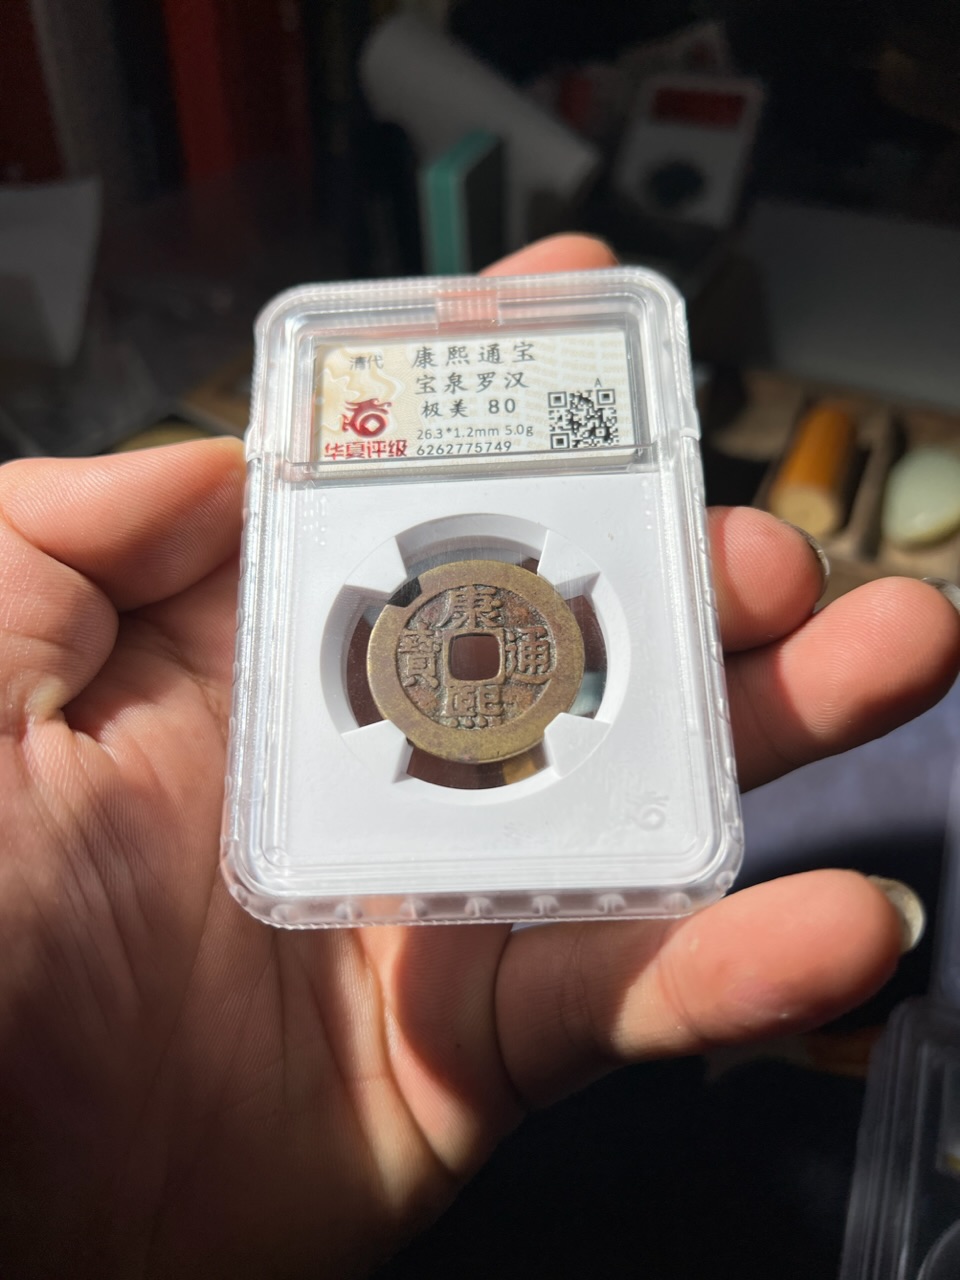 清代
康熙通宝
宝泉罗汉
极美 80
A
26.3*1.2mm 5.0g
华夏评级
6262775749
康熙通寳